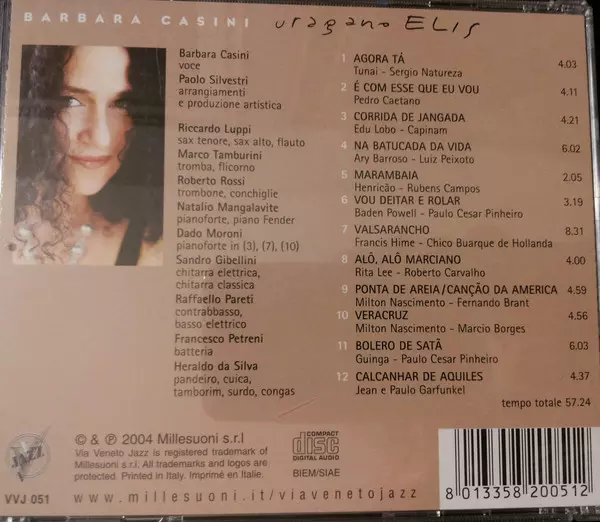 BARBARA CASINI uragano ELIS
Barbara Casini
voce
Paolo Silvestri
arrangiamenti
e produzione artistica
Riccardo Luppi
sax tenore, sax alto, flauto
Marco Tamburini
tromba, flicorno
Roberto Rossi
trombone, conchiglie
Natalio Mangalavite
pianoforte, piano Fender
Dado Moroni
pianoforte in (3), (7), (10)
Sandro Gibellini
chitarra elettrica,
chitarra classica
Raffaello Pareti
contrabbasso,
basso elettrico
Francesco Petreni
batteria
Heraldo da Silva
pandeiro, cuica,
tamborim, surdo, congas
1 AGORA TÁ 4.03
Tunai - Sergio Natureza
2 É COM ESSE QUE EU VOU 4.11
Pedro Caetano
3 CORRIDA DE JANGADA 4.21
Edu Lobo - Capinam
4 NA BATUCADA DA VIDA 6.02
Ary Barroso - Luiz Peixoto
5 MARAMBAIA 2.05
Henricão - Rubens Campos
6 VOU DEITAR E ROLAR 3.19
Baden Powell - Paulo Cesar Pinheiro
7 VALSARANCHO 8.31
Francis Hime - Chico Buarque de Hollanda
8 ALÔ, ALÔ MARCIANO 4.00
Rita Lee - Roberto Carvalho
9 PONTA DE AREIA/CANÇÃO DA AMERICA 4.59
Milton Nascimento - Fernando Brant
10 VERACRUZ 4.56
Milton Nascimento - Marcio Borges
11 BOLERO DE SATÃ 6.03
Guinga - Paulo Cesar Pinheiro
12 CALCANHAR DE AQUILES 4.37
Jean e Paulo Garfunkel
tempo totale 57.24
© & ℗ 2004 Millesuoni s.r.l
Via Veneto Jazz is registered trademark of
Millesuoni s.r.l. All trademarks and logos are
protected. Printed in Italy. Imprimé en Italie.
COMPACT
disc
DIGITAL AUDIO
BIEM/SIAE
JAZZ
VVJ 051
www.millesuoni.it/viavenetojazz
8 013358 200512